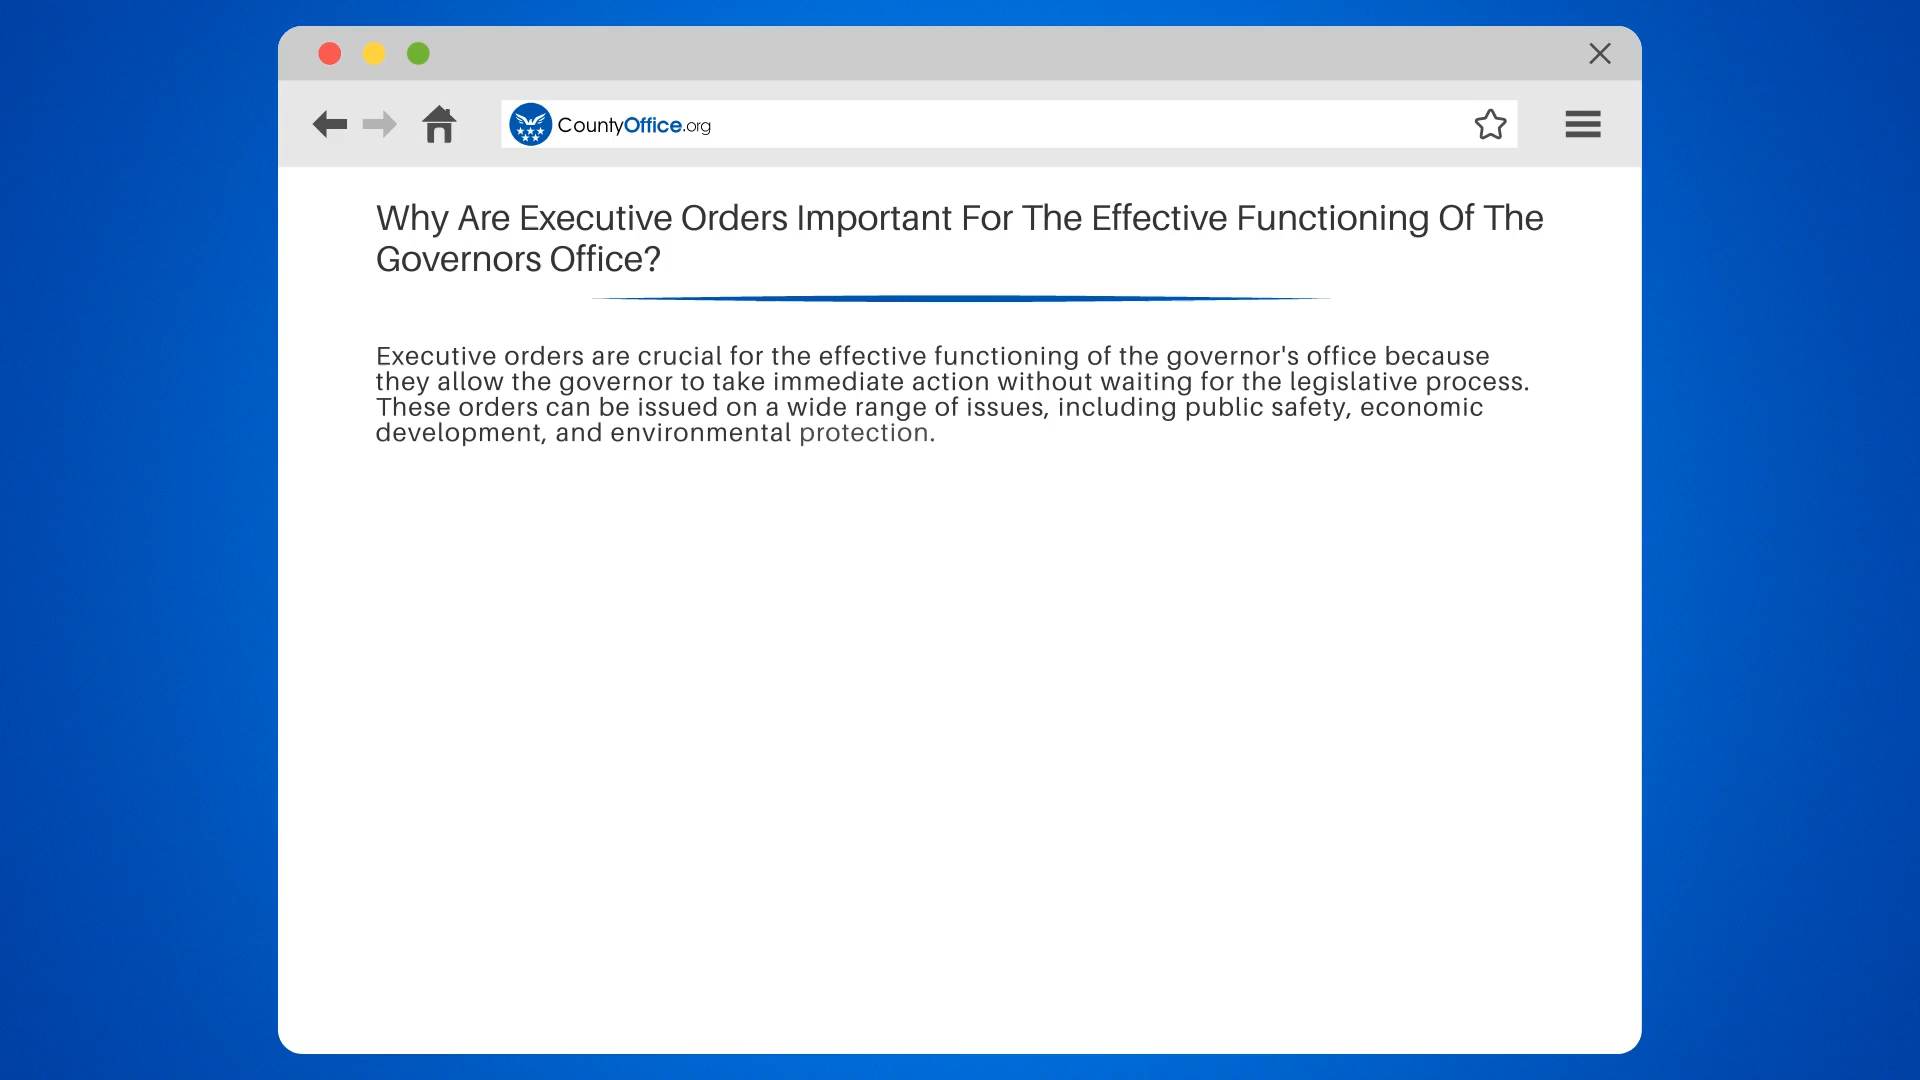 CountyOffice.org
Why Are Executive Orders Important For The Effective Functioning Of The
Governors Office?
Executive orders are crucial for the effective functioning of the governor's office because
they allow the governor to take immediate action without waiting for the legislative process.
These orders can be issued on a wide range of issues, including public safety, economic
development, and environmental protection.